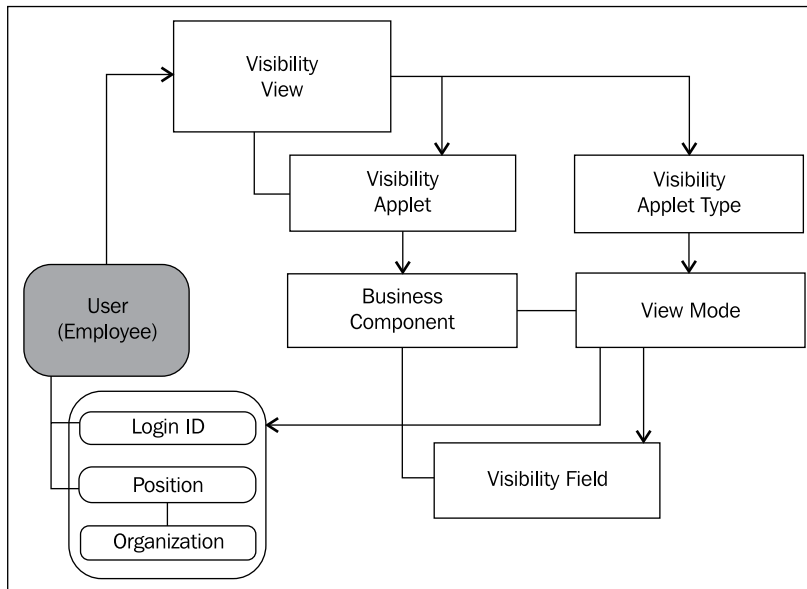 Visibility
View
Visibility
Applet
Visibility
Applet Type
User
(Employee)
Business
Component
View Mode
Login ID
Position
Organization
Visibility Field